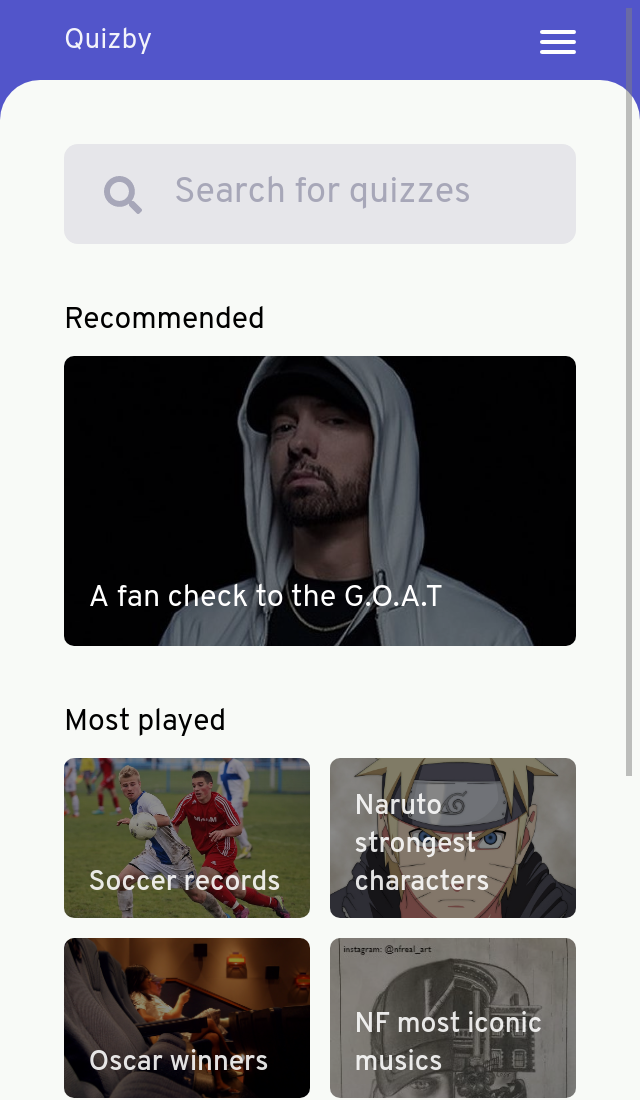 Quizby
Search for quizzes
Recommended
A fan check to the G.O.A.T
Most played
Soccer records
Naruto
strongest
characters
Oscar winners
instagram: @nfreal_art
NF most iconic
musics